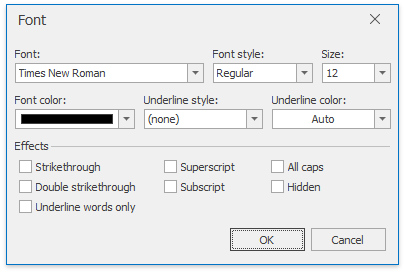 Font
Font: Font style: Size:
Times New Roman Regular 12
Font color: Underline style: Underline color:
(none) Auto
Effects
Strikethrough Superscript All caps
Double strikethrough Subscript Hidden
Underline words only
OK Cancel